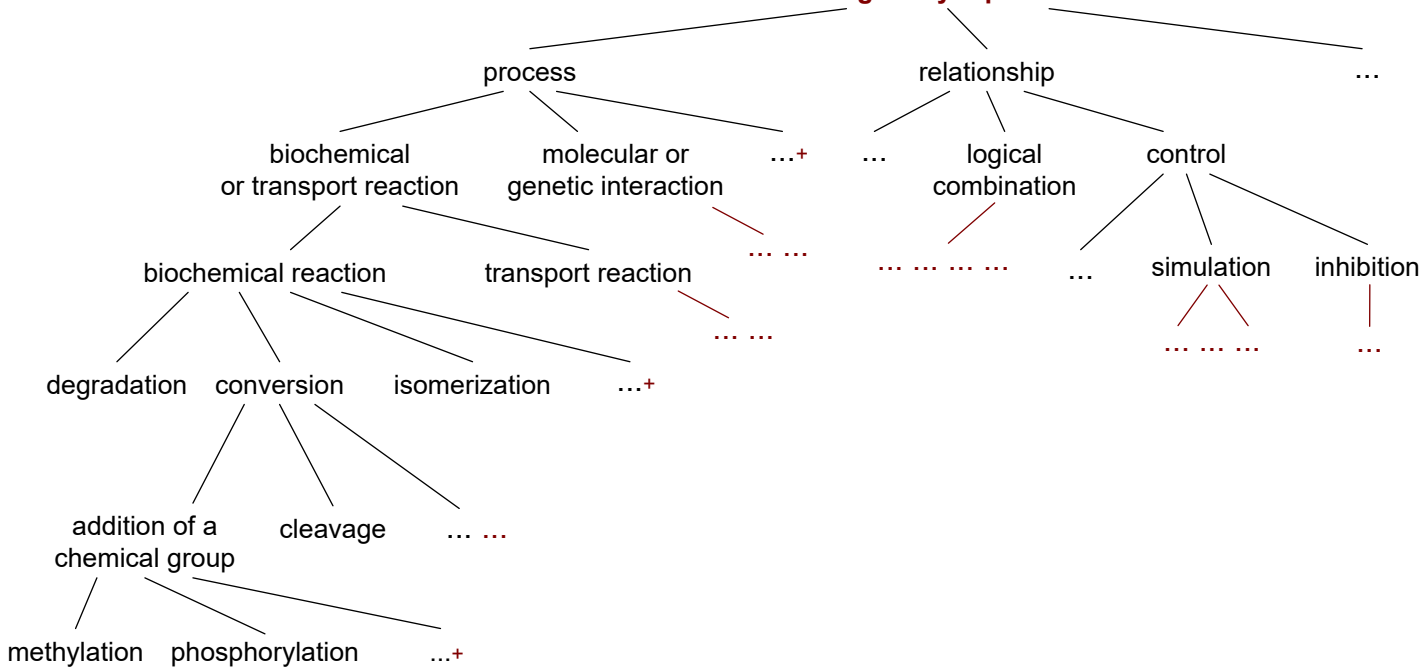 process relationship ...
biochemical molecular or ...+ ... logical control
or transport reaction genetic interaction combination
... ...
biochemical reaction transport reaction ... ... ... ... ... simulation inhibition
... ... ... ... ... ...
degradation conversion isomerization ...+
addition of a cleavage ... ...
chemical group
methylation phosphorylation ...+